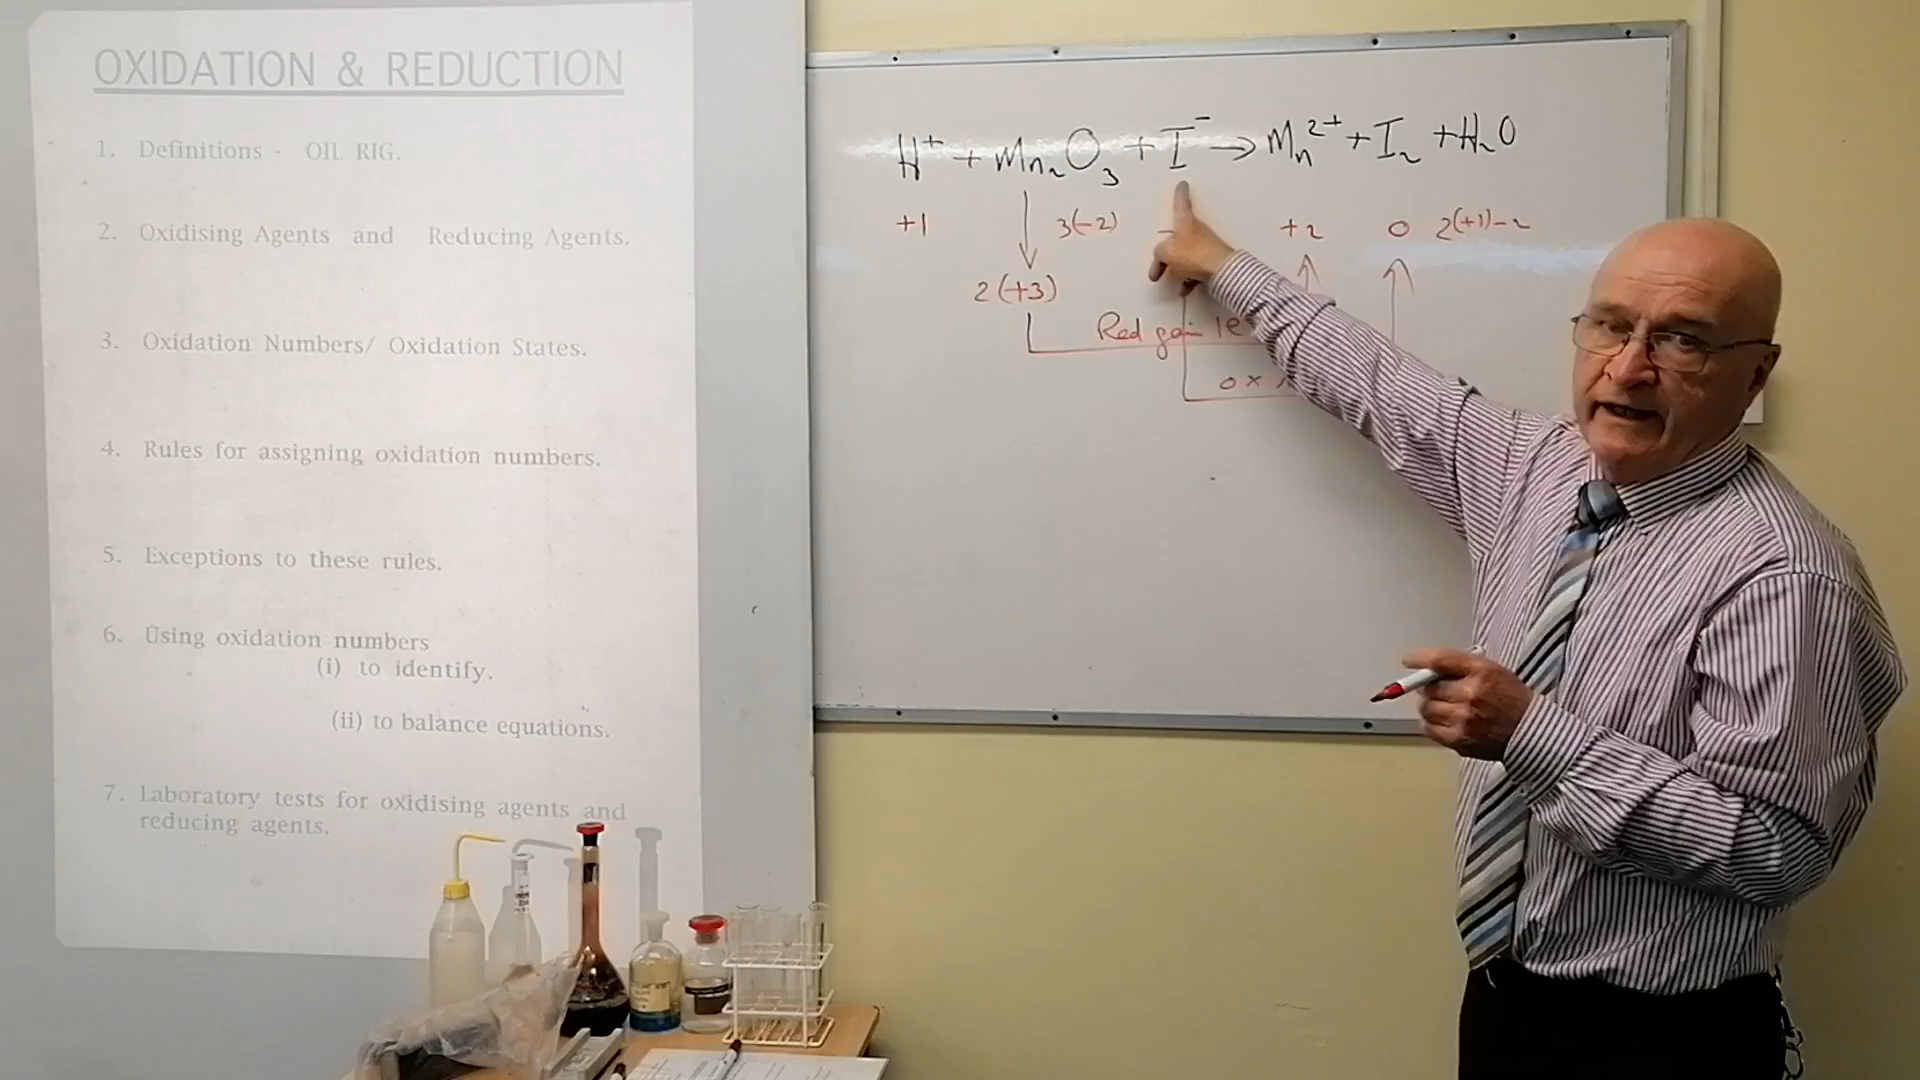 OXIDATION & REDUCTION
1. Definitions - OIL RIG.
2. Oxidising Agents and Reducing Agents.
3. Oxidation Numbers/ Oxidation States.
4. Rules for assigning oxidation numbers.
5. Exceptions to these rules.
6. Using oxidation numbers
(i) to identify.
(ii) to balance equations.
7. Laboratory tests for oxidising agents and
reducing agents.
H⁺ + Mn₂O₃ + I⁻ → Mn²⁺ + I₂ + H₂O
+1 3(-2) +2 0 2(+1)-2
2(+3)
Red gain 1e
ox